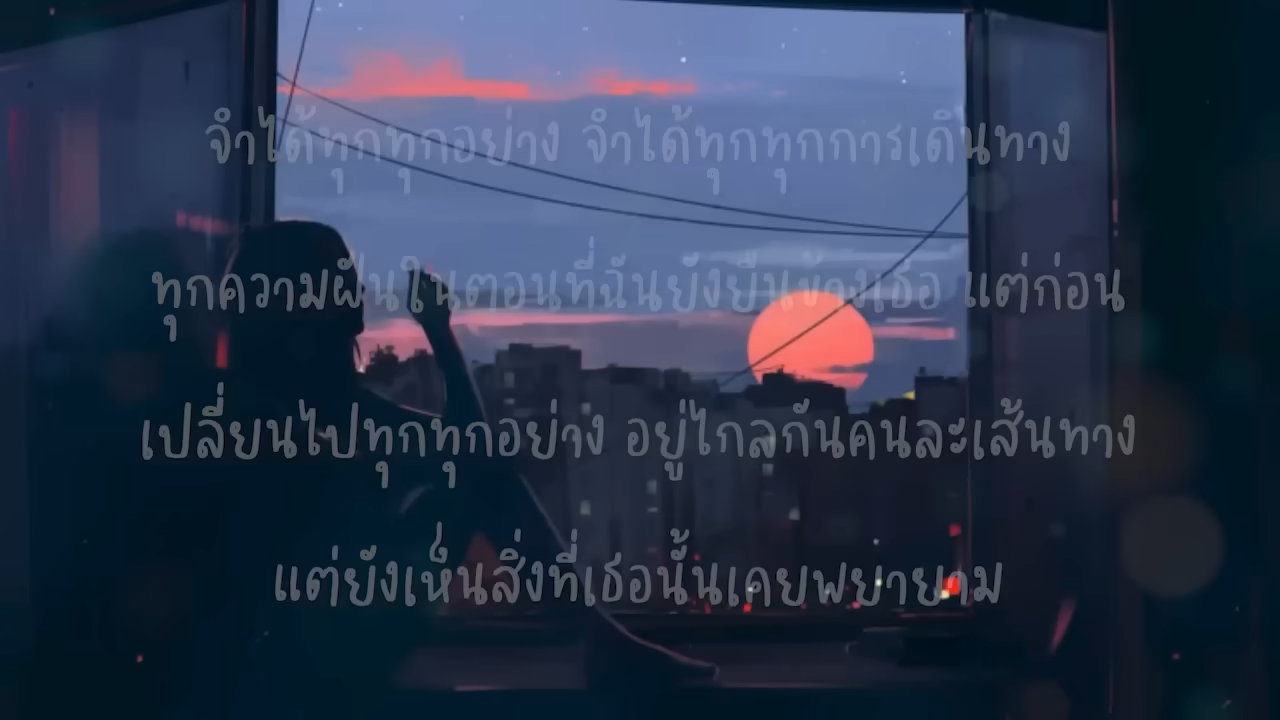 จำได้ทุกทุกอย่าง จำได้ทุกทุกการเดินทาง
ทุกความฝันในตอนที่ฉันยังยืนข้างเธอ แต่ก่อน
เปลี่ยนไปทุกทุกอย่าง อยู่ไกลกันคนละเส้นทาง
แต่ยังเห็นสิ่งที่เธอนั้นเคยพยายาม